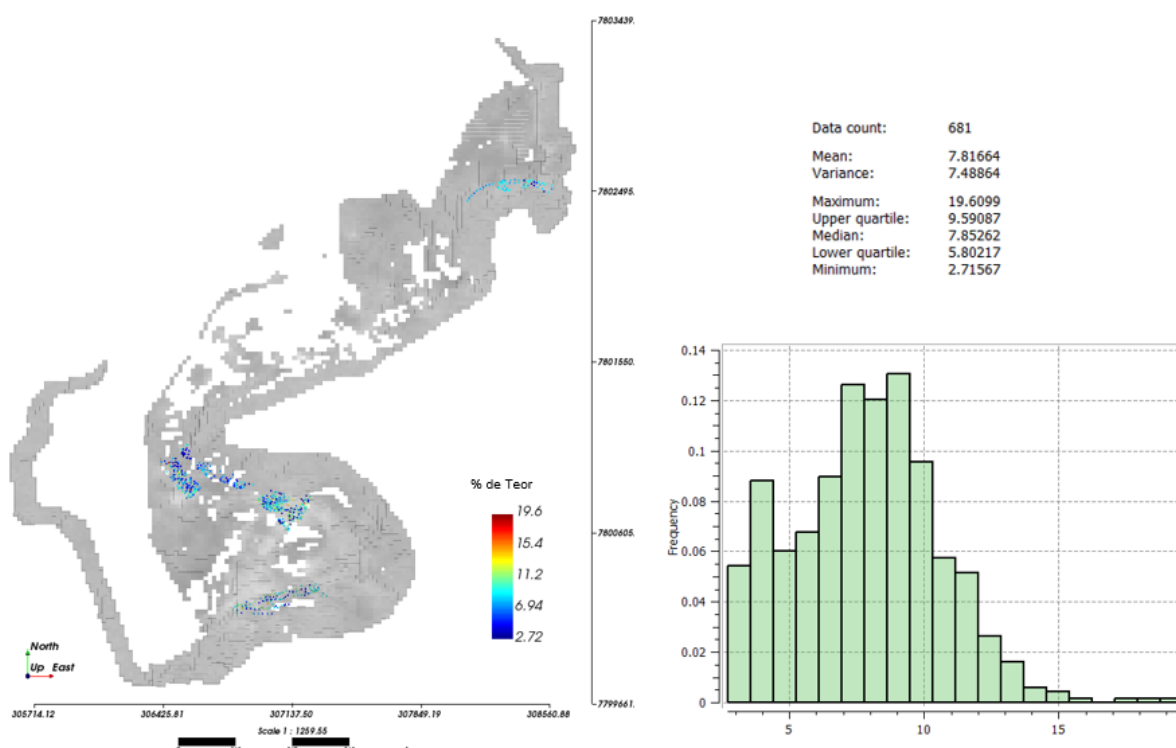 7803439.
7802495.
7801550.
7800605.
7799661.
% de Teor
19.6
15.4
11.2
6.94
2.72
North
Up East
305714.12 306425.81 307137.50 307849.19 308560.88
Scale 1 : 1259.55
Data count: 681
Mean: 7.81664
Variance: 7.48864
Maximum: 19.6099
Upper quartile: 9.59087
Median: 7.85262
Lower quartile: 5.80217
Minimum: 2.71567
Frequency
0.14
0.12
0.1
0.08
0.06
0.04
0.02
0
5 10 15